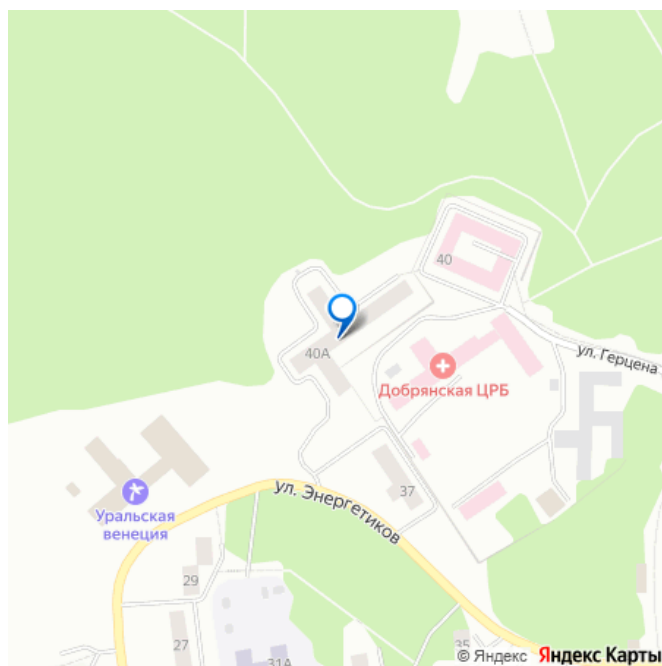 40
ул. Герцена
40А
Добрянская ЦРБ
37
ул. Энергетиков
Уральская
венеция
29
27
31А
35
© Яндекс Яндекс Карты